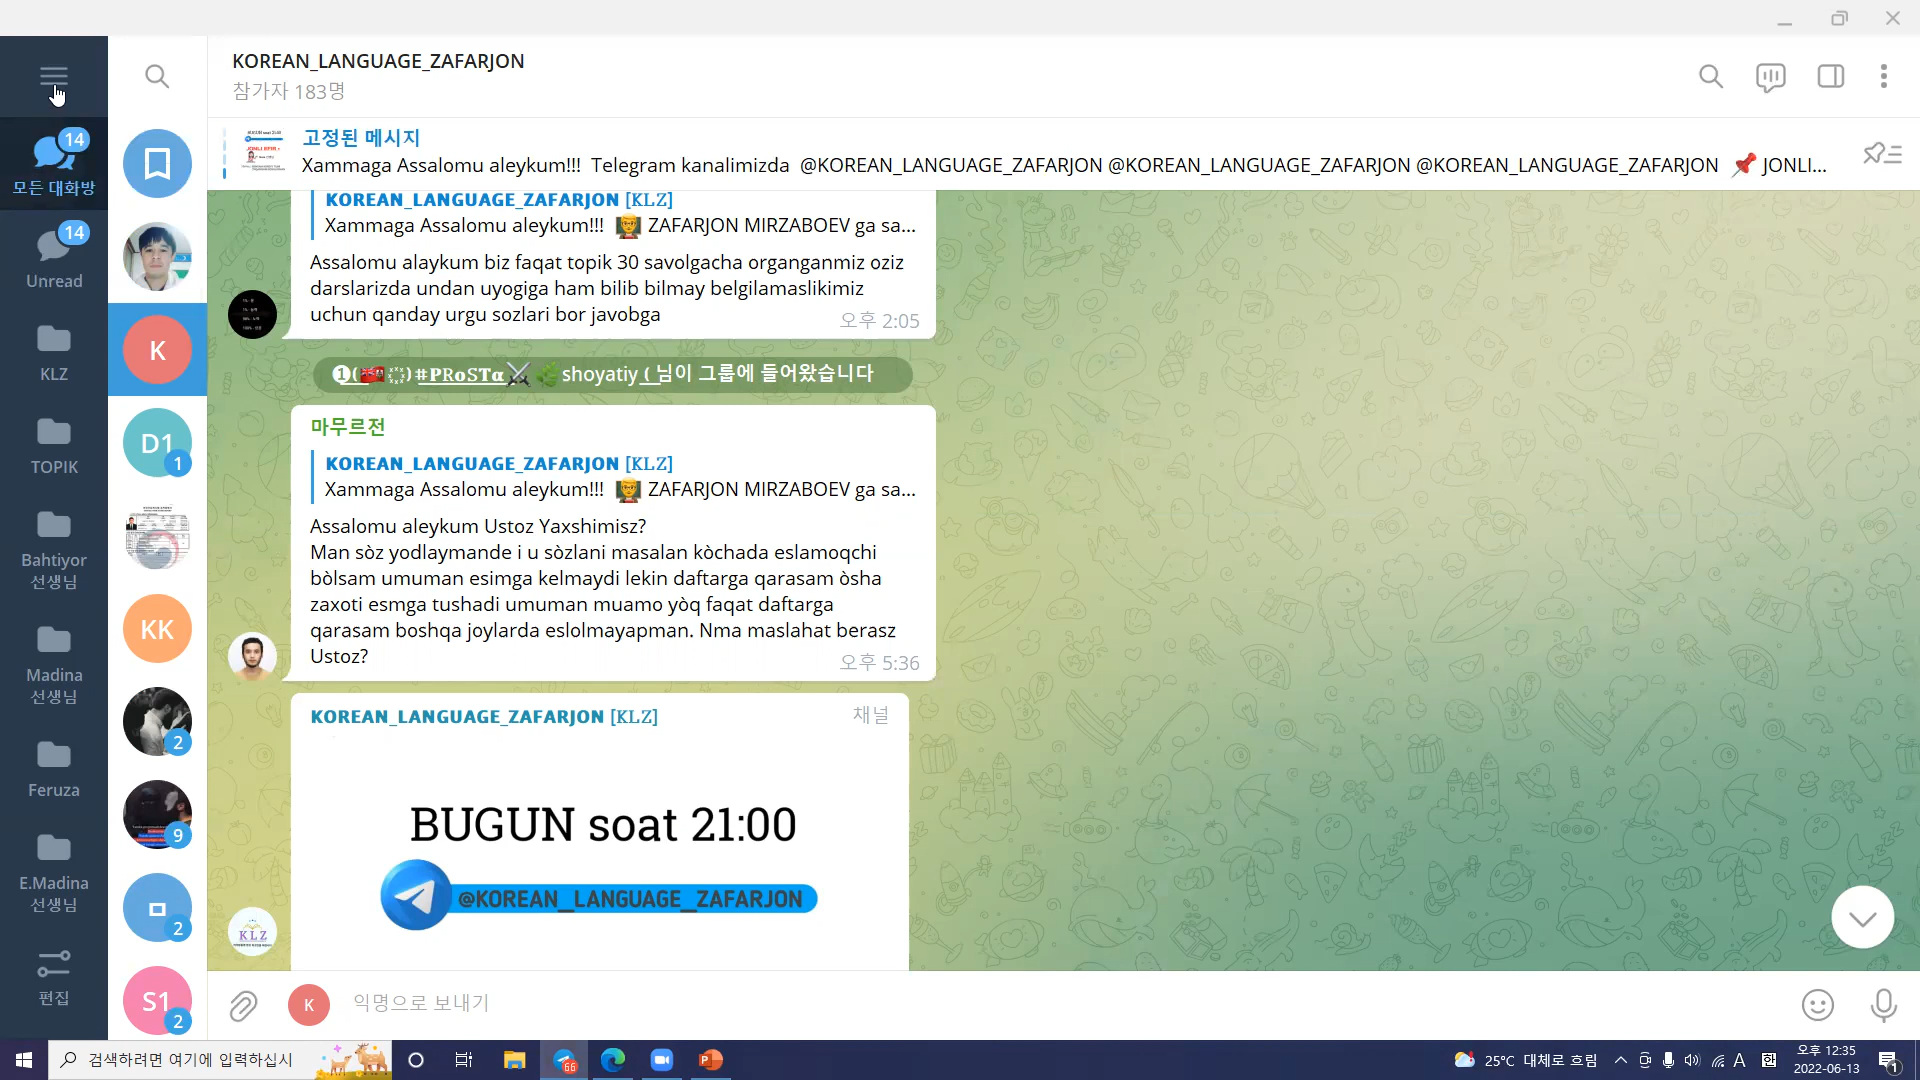 KOREAN_LANGUAGE_ZAFARJON
참가자 183명
고정된 메시지
Xammaga Assalomu aleykum!!! Telegram kanalimizda @KOREAN_LANGUAGE_ZAFARJON @KOREAN_LANGUAGE_ZAFARJON @KOREAN_LANGUAGE_ZAFARJON 📌 JONLI...
14
모든 대화방
14
Unread
KLZ
TOPIK
Bahtiyor
선생님
Madina
선생님
Feruza
E.Madina
선생님
편집
K
D1
1
KK
2
9
ㅁ
2
S1
2
KOREAN_LANGUAGE_ZAFARJON [KLZ]
Xammaga Assalomu aleykum!!! 👨‍🏫 ZAFARJON MIRZABOEV ga sa...
Assalomu alaykum biz faqat topik 30 savolgacha organganmiz oziz
darslarizda undan uyogiga ham bilib bilmay belgilamaslikimiz
uchun qanday urgu sozlari bor javobga
오후 2:05
#𝐏R𝐨S𝐓𝛂⚔🌿shoyatiy_(_님이 그룹에 들어왔습니다
마무르전
KOREAN_LANGUAGE_ZAFARJON [KLZ]
Xammaga Assalomu aleykum!!! 👨‍🏫 ZAFARJON MIRZABOEV ga sa...
Assalomu aleykum Ustoz Yaxshimisz?
Man sòz yodlaymande i u sòzlani masalan kòchada eslamoqchi
bòlsam umuman esimga kelmaydi lekin daftarga qarasam òsha
zaxoti esmga tushadi umuman muamo yòq faqat daftarga
qarasam boshqa joylarda eslolmayapman. Nma maslahat berasz
Ustoz?
오후 5:36
KOREAN_LANGUAGE_ZAFARJON [KLZ]
채널
BUGUN soat 21:00
@KOREAN_LANGUAGE_ZAFARJON
KLZ
K
익명으로 보내기
검색하려면 여기에 입력하십시
66
25°C 대체로 흐림
A
한
오후 12:35
2022-06-13
1